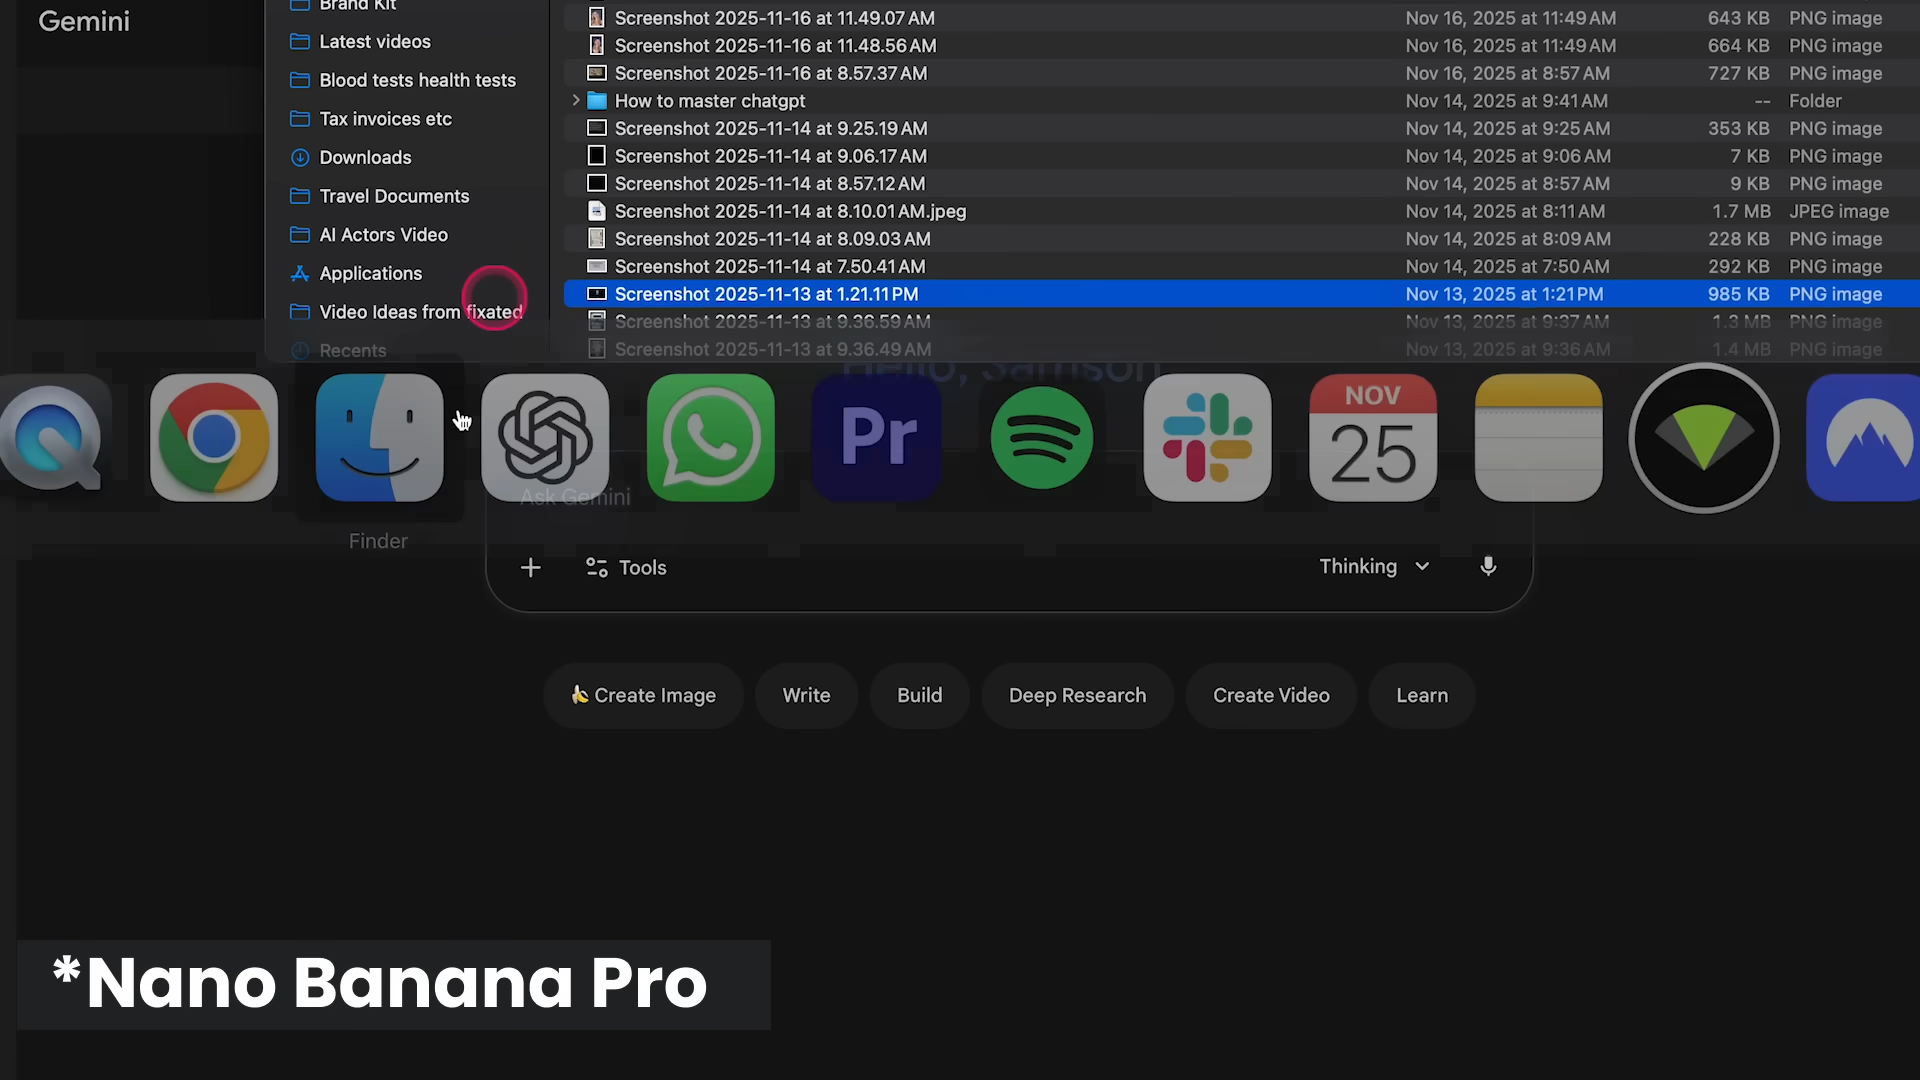 Gemini
Brand Kit
Latest videos
Blood tests health tests
Tax invoices etc
Downloads
Travel Documents
AI Actors Video
Applications
Video Ideas from fixated
Recents
Screenshot 2025-11-16 at 11.49.07 AM Nov 16, 2025 at 11:49 AM 643 KB PNG image
Screenshot 2025-11-16 at 11.48.56 AM Nov 16, 2025 at 11:49 AM 664 KB PNG image
Screenshot 2025-11-16 at 8.57.37 AM Nov 16, 2025 at 8:57 AM 727 KB PNG image
How to master chatgpt Nov 14, 2025 at 9:41 AM -- Folder
Screenshot 2025-11-14 at 9.25.19 AM Nov 14, 2025 at 9:25 AM 353 KB PNG image
Screenshot 2025-11-14 at 9.06.17 AM Nov 14, 2025 at 9:06 AM 7 KB PNG image
Screenshot 2025-11-14 at 8.57.12 AM Nov 14, 2025 at 8:57 AM 9 KB PNG image
Screenshot 2025-11-14 at 8.10.01 AM.jpeg Nov 14, 2025 at 8:11 AM 1.7 MB JPEG image
Screenshot 2025-11-14 at 8.09.03 AM Nov 14, 2025 at 8:09 AM 228 KB PNG image
Screenshot 2025-11-14 at 7.50.41 AM Nov 14, 2025 at 7:50 AM 292 KB PNG image
Screenshot 2025-11-13 at 1.21.11 PM Nov 13, 2025 at 1:21 PM 985 KB PNG image
Screenshot 2025-11-13 at 9.36.59 AM Nov 13, 2025 at 9:37 AM 1.3 MB PNG image
Screenshot 2025-11-13 at 9.36.49 AM Nov 13, 2025 at 9:36 AM 1.4 MB PNG image
Hello, Samson
Pr
NOV
25
Ask Gemini
Finder
Tools
Thinking
Create Image
Write
Build
Deep Research
Create Video
Learn
*Nano Banana Pro